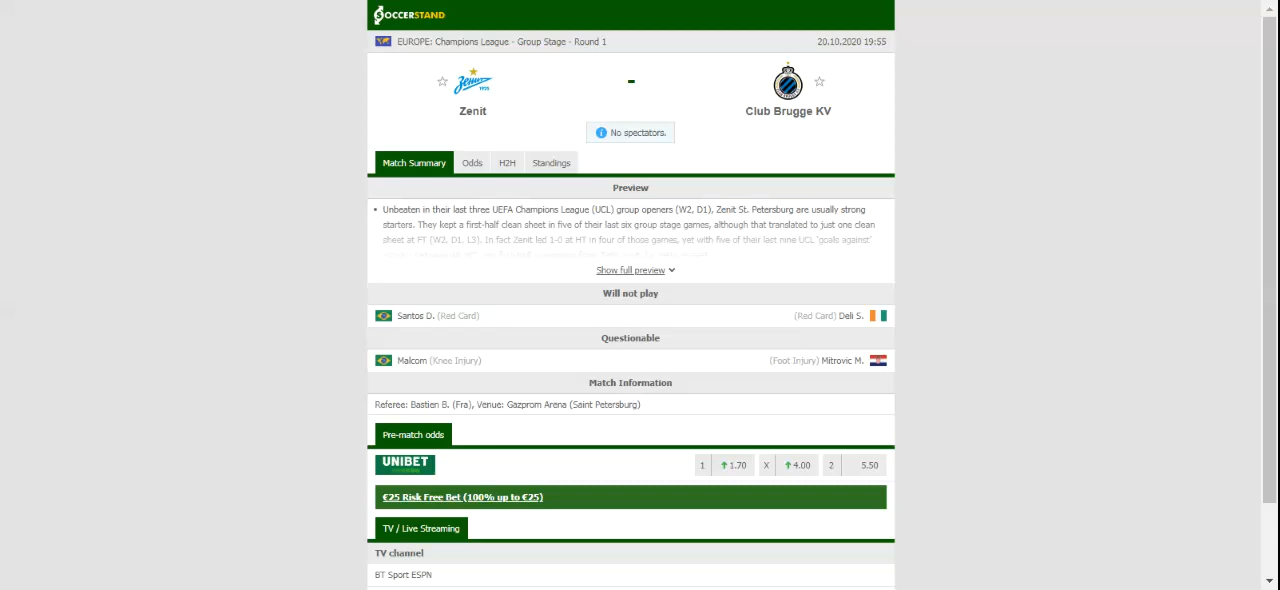 SOCCERSTAND
EUROPE: Champions League - Group Stage - Round 1 20.10.2020 19:55
-
Zenit Club Brugge KV
No spectators.
Match Summary Odds H2H Standings
Preview
• Unbeaten in their last three UEFA Champions League (UCL) group openers (W2, D1), Zenit St. Petersburg are usually strong
starters. They kept a first-half clean sheet in five of their last six group stage games, although that translated to just one clean
sheet at FT (W2, D1, L3). In fact Zenit led 1-0 at HT in four of those games, yet with five of their last nine UCL 'goals against'
Show full preview
Will not play
Santos D. (Red Card) (Red Card) Deli S.
Questionable
Malcom (Knee Injury) (Foot Injury) Mitrovic M.
Match Information
Referee: Bastien B. (Fra), Venue: Gazprom Arena (Saint Petersburg)
Pre-match odds
UNIBET 1 1.70 X 4.00 2 5.50
€25 Risk Free Bet (100% up to €25)
TV / Live Streaming
TV channel
BT Sport ESPN